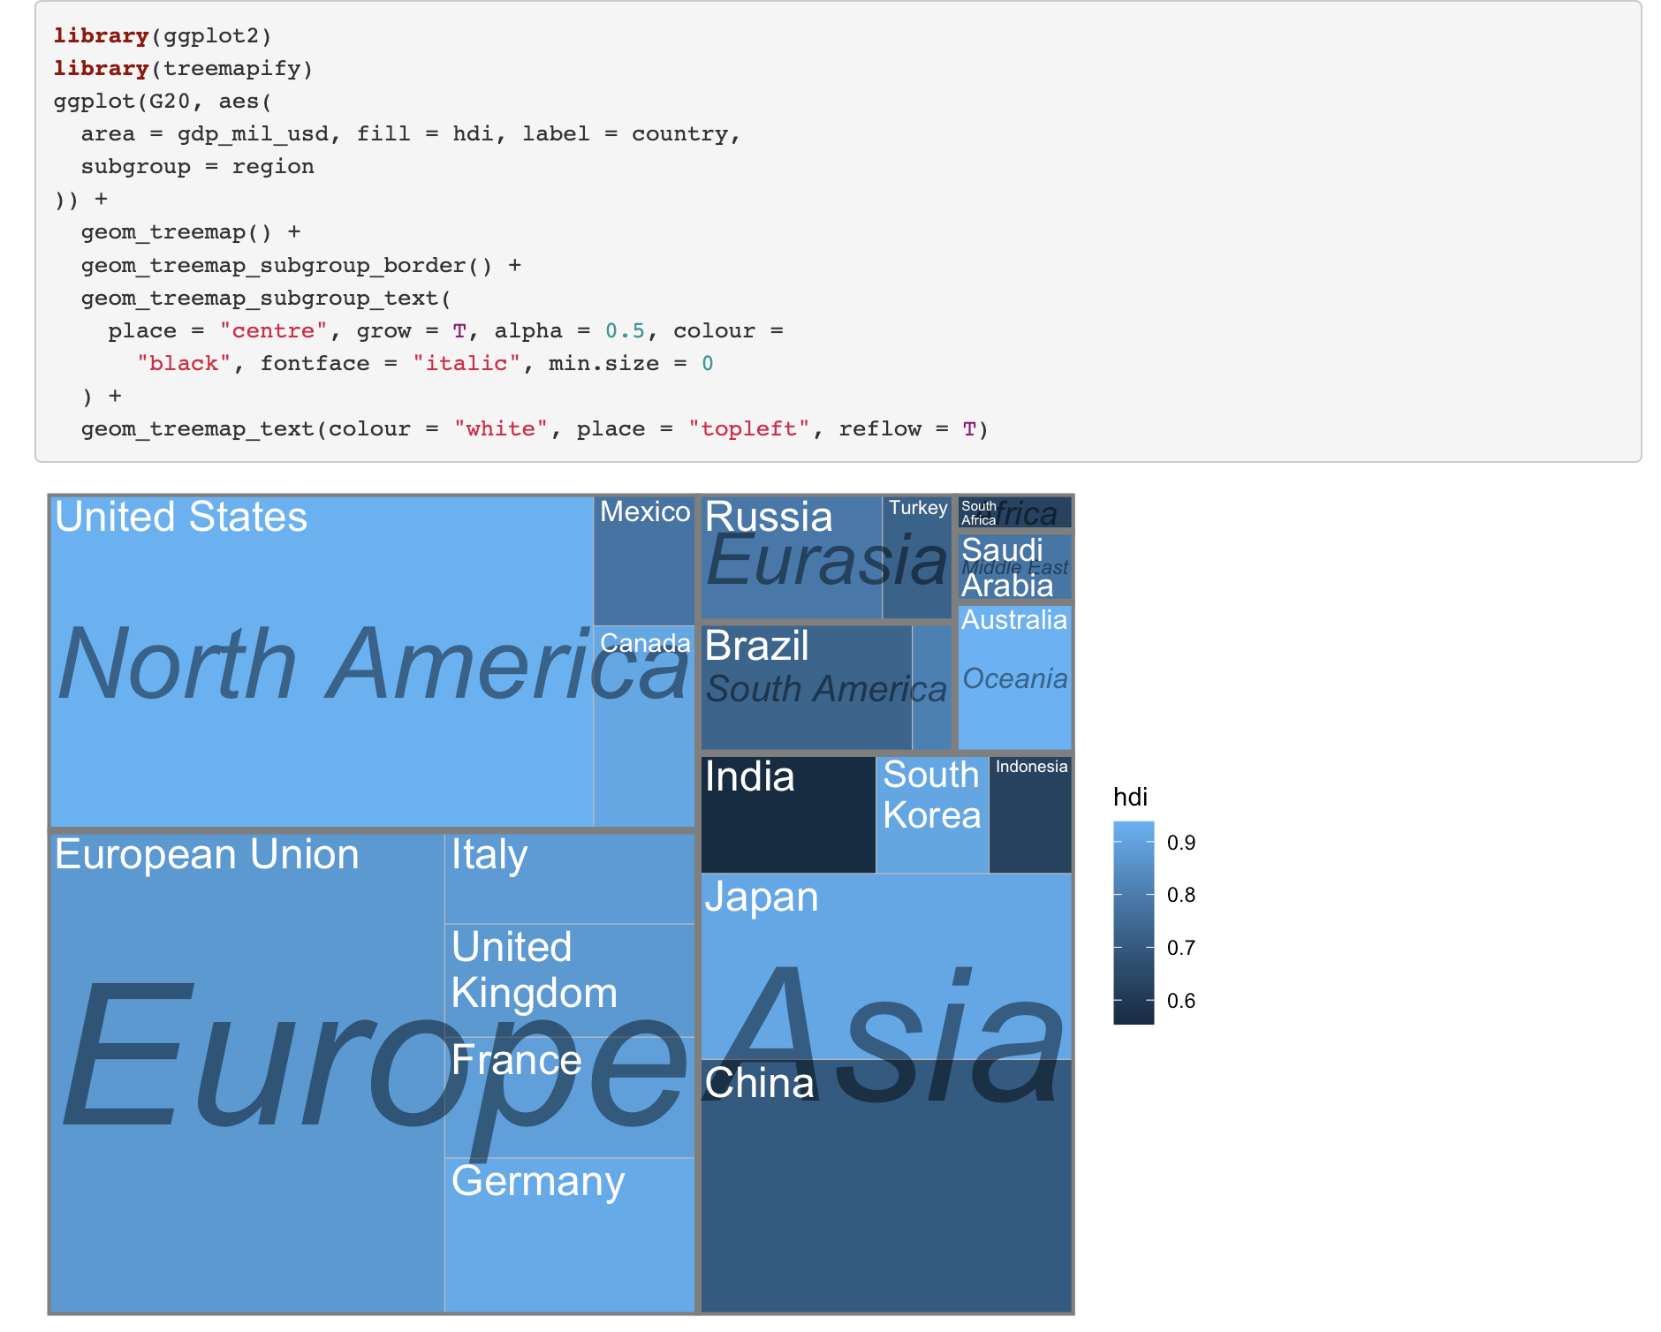 library(ggplot2)
library(treemapify)
ggplot(G20, aes(
  area = gdp_mil_usd, fill = hdi, label = country,
  subgroup = region
)) +
  geom_treemap() +
  geom_treemap_subgroup_border() +
  geom_treemap_subgroup_text(
    place = "centre", grow = T, alpha = 0.5, colour =
      "black", fontface = "italic", min.size = 0
  ) +
  geom_treemap_text(colour = "white", place = "topleft", reflow = T)
United States
Mexico
North America
Canada
European Union
Italy
United
Kingdom
Europe
France
Germany
Russia
Turkey
Eurasia
South
Africa
Africa
Saudi
Middle East
Arabia
Brazil
South America
Australia
Oceania
India
South
Korea
Indonesia
Japan
Asia
China
hdi
0.9
0.8
0.7
0.6